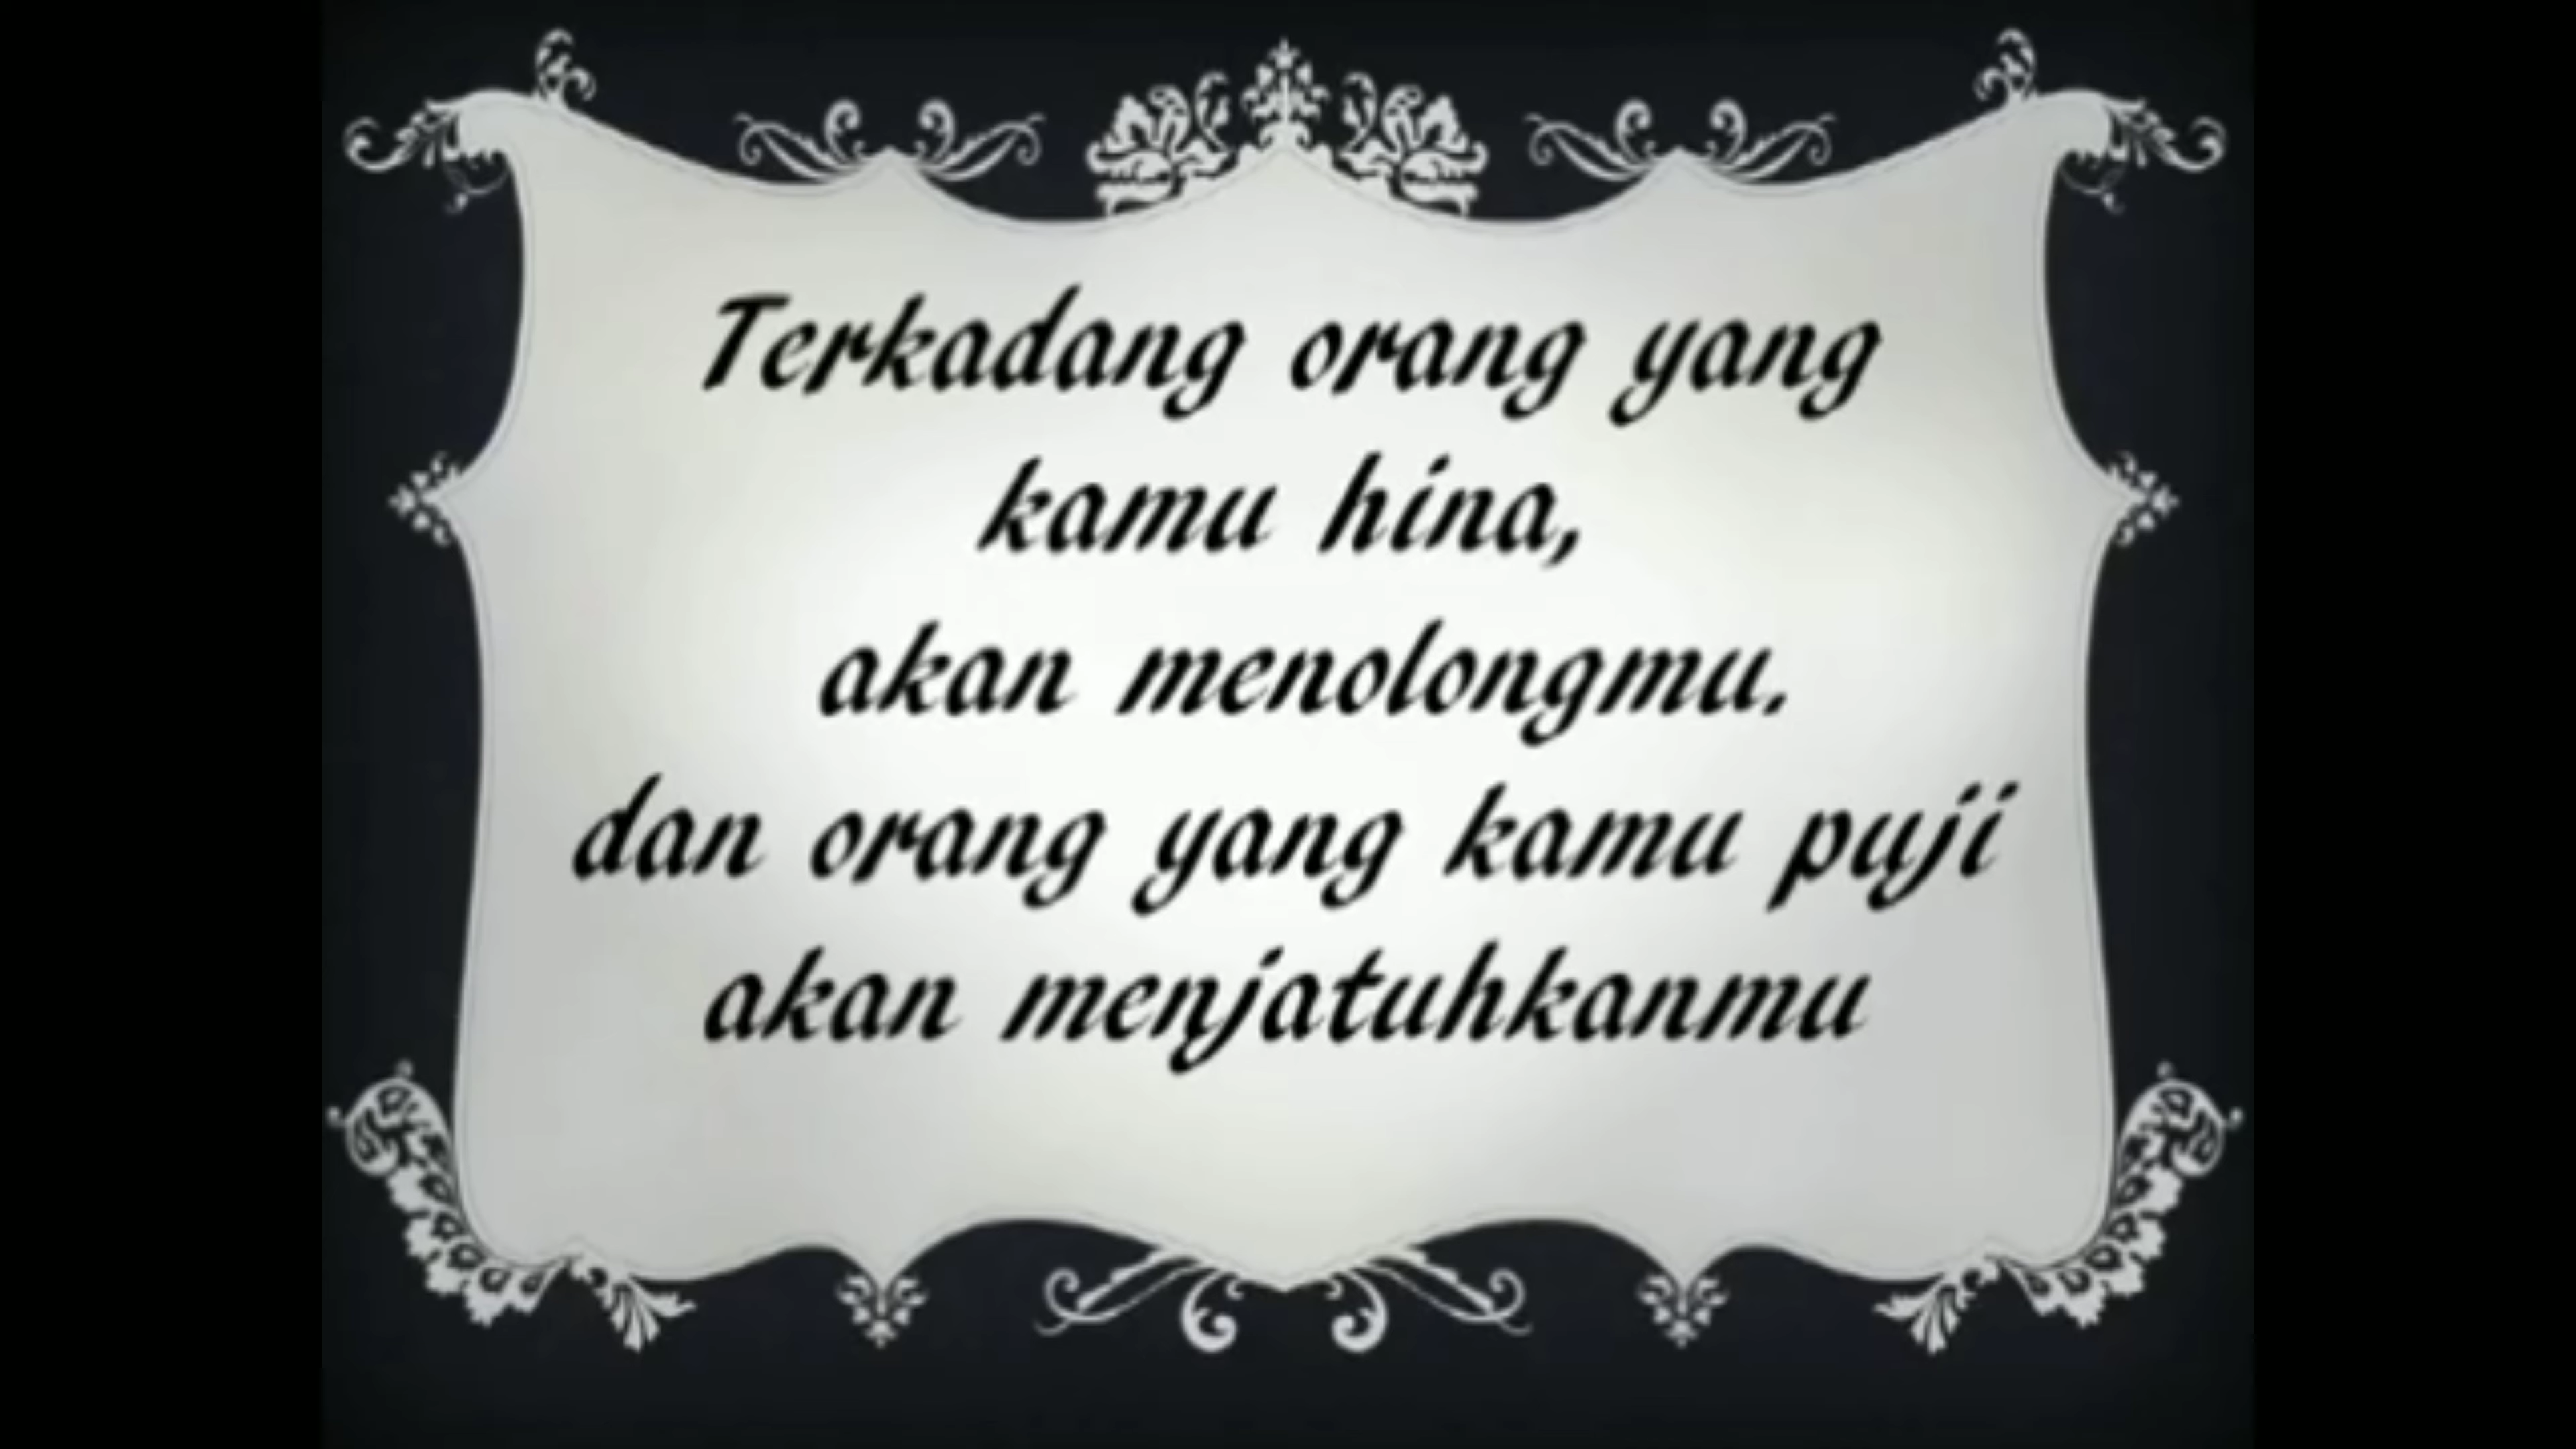 Terkadang orang yang
kamu hina,
akan menolongmu.
dan orang yang kamu puji
akan menjatuhkanmu